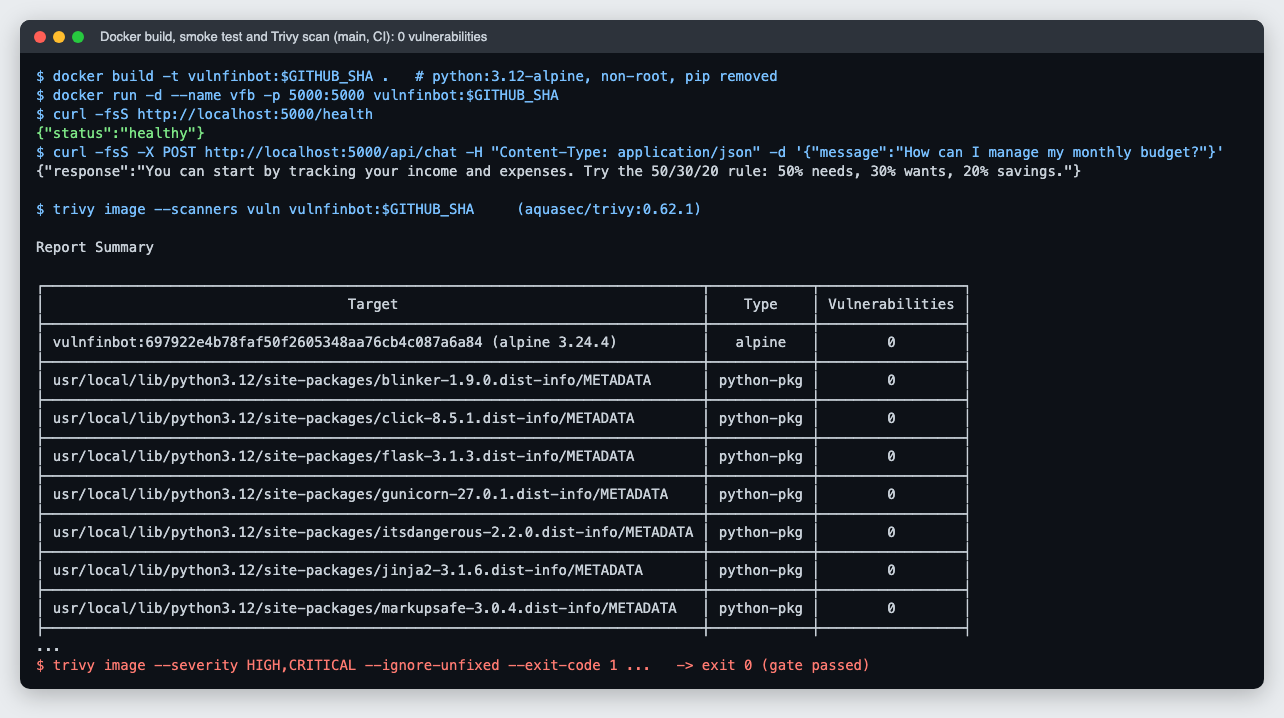 Docker build, smoke test and Trivy scan (main, CI): 0 vulnerabilities
$ docker build -t vulnfinbot:$GITHUB_SHA .   # python:3.12-alpine, non-root, pip removed
$ docker run -d --name vfb -p 5000:5000 vulnfinbot:$GITHUB_SHA
$ curl -fsS http://localhost:5000/health
{"status":"healthy"}
$ curl -fsS -X POST http://localhost:5000/api/chat -H "Content-Type: application/json" -d '{"message":"How can I manage my monthly budget?"}'
{"response":"You can start by tracking your income and expenses. Try the 50/30/20 rule: 50% needs, 30% wants, 20% savings."}
$ trivy image --scanners vuln vulnfinbot:$GITHUB_SHA     (aquasec/trivy:0.62.1)
Report Summary
Target Type Vulnerabilities
vulnfinbot:697922e4b78faf50f2605348aa76cb4c087a6a84 (alpine 3.24.4) alpine 0
usr/local/lib/python3.12/site-packages/blinker-1.9.0.dist-info/METADATA python-pkg 0
usr/local/lib/python3.12/site-packages/click-8.5.1.dist-info/METADATA python-pkg 0
usr/local/lib/python3.12/site-packages/flask-3.1.3.dist-info/METADATA python-pkg 0
usr/local/lib/python3.12/site-packages/gunicorn-27.0.1.dist-info/METADATA python-pkg 0
usr/local/lib/python3.12/site-packages/itsdangerous-2.2.0.dist-info/METADATA python-pkg 0
usr/local/lib/python3.12/site-packages/jinja2-3.1.6.dist-info/METADATA python-pkg 0
usr/local/lib/python3.12/site-packages/markupsafe-3.0.4.dist-info/METADATA python-pkg 0
...
$ trivy image --severity HIGH,CRITICAL --ignore-unfixed --exit-code 1 ...   -> exit 0 (gate passed)